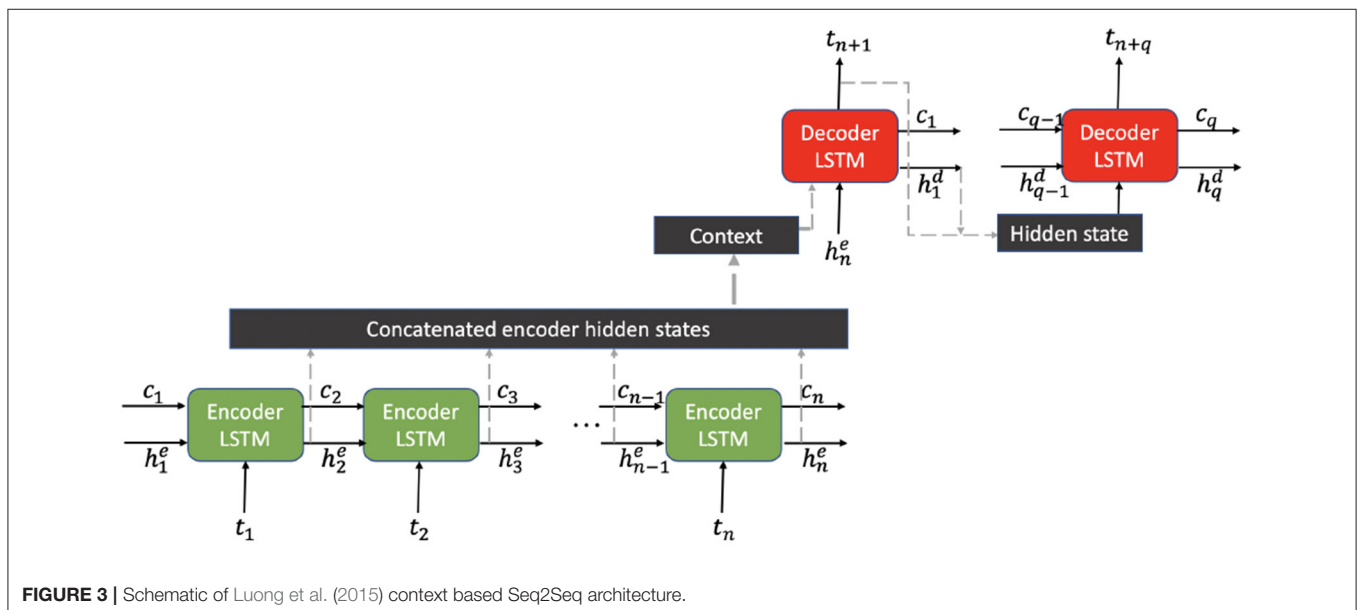 t_{n+1} t_{n+q}
Decoder LSTM
c_1
h_1^d
c_{q-1}
h_{q-1}^d
Decoder LSTM
c_q
h_q^d
Context
h_n^e
Hidden state
Concatenated encoder hidden states
c_1
h_1^e
Encoder LSTM
c_2
h_2^e
Encoder LSTM
c_3
h_3^e
...
c_{n-1}
h_{n-1}^e
Encoder LSTM
c_n
h_n^e
t_1 t_2 t_n
FIGURE 3 | Schematic of Luong et al. (2015) context based Seq2Seq architecture.